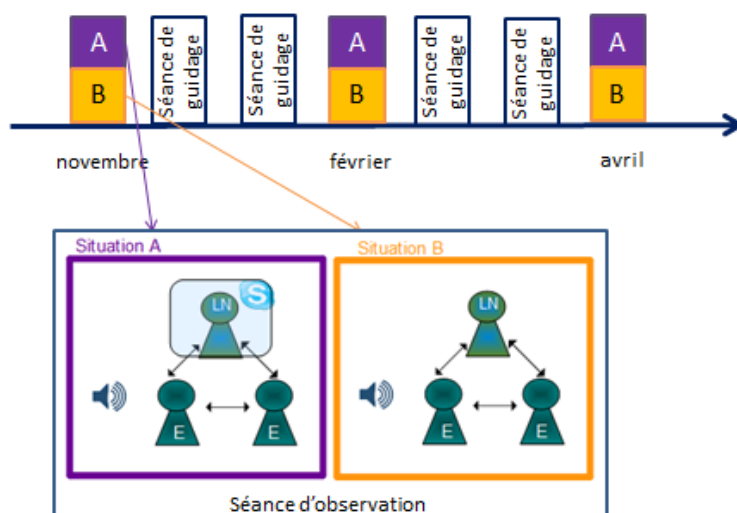 A
B
Séance de
guidage
Séance de
guidage
A
B
Séance de
guidage
Séance de
guidage
A
B
novembre
février
avril
Situation A
Situation B
LN
S
E
E
LN
E
E
Séance d'observation